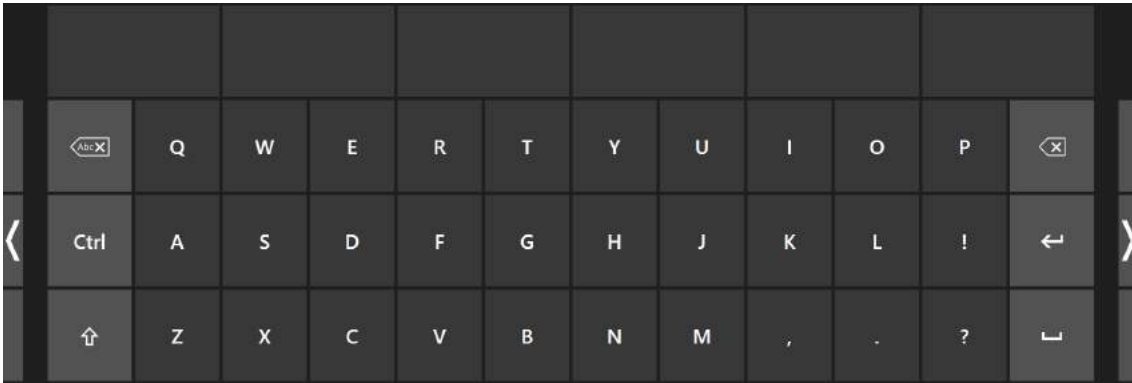 Abc Q W E R T Y U I O P
Ctrl A S D F G H J K L !
Z X C V B N M , . ?